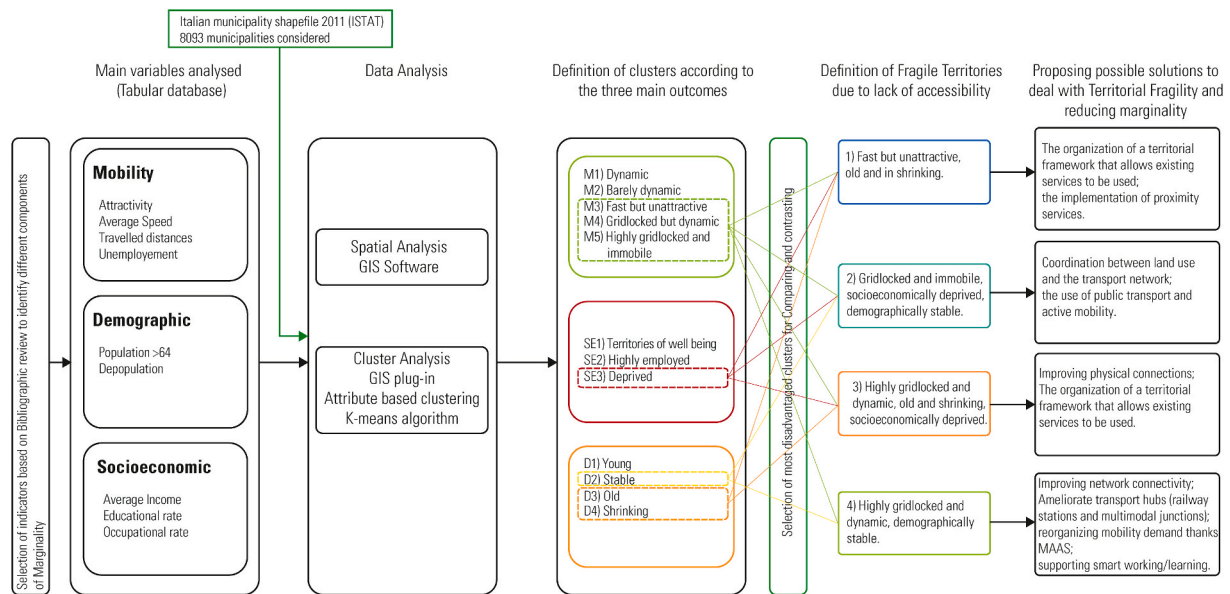 Italian municipality shapefile 2011 (ISTAT)
8093 municipalities considered
Main variables analysed
(Tabular database)
Data Analysis
Definition of clusters according to
the three main outcomes
Definition of Fragile Territories
due to lack of accessibility
Proposing possible solutions to
deal with Territorial Fragility and
reducing marginality
Selection of indicators based on Bibliographic review to identify different components
of Marginality
Mobility
Attractivity
Average Speed
Travelled distances
Unemployement
Demographic
Population >64
Depopulation
Socioeconomic
Average Income
Educational rate
Occupational rate
Spatial Analysis
GIS Software
Cluster Analysis
GIS plug-in
Attribute based clustering
K-means algorithm
M1) Dynamic
M2) Barely dynamic
M3) Fast but unattractive
M4) Gridlocked but dynamic
M5) Highly gridlocked and
immobile
SE1) Territories of well being
SE2) Highly employed
SE3) Deprived
D1) Young
D2) Stable
D3) Old
D4) Shrinking
Selection of most disadvantaged clusters for Comparing and contrasting
1) Fast but unattractive,
old and in shrinking.
2) Gridlocked and immobile,
socioeconomically deprived,
demographically stable.
3) Highly gridlocked and
dynamic, old and shrinking,
socioeconomically deprived.
4) Highly gridlocked and
dynamic, demographically
stable.
The organization of a territorial
framework that allows existing
services to be used;
the implementation of proximity
services.
Coordination between land use
and the transport network;
the use of public transport and
active mobility.
Improving physical connections;
The organization of a territorial
framework that allows existing
services to be used.
Improving network connectivity;
Ameliorate transport hubs (railway
stations and multimodal junctions);
reorganizing mobility demand thanks
MAAS;
supporting smart working/learning.